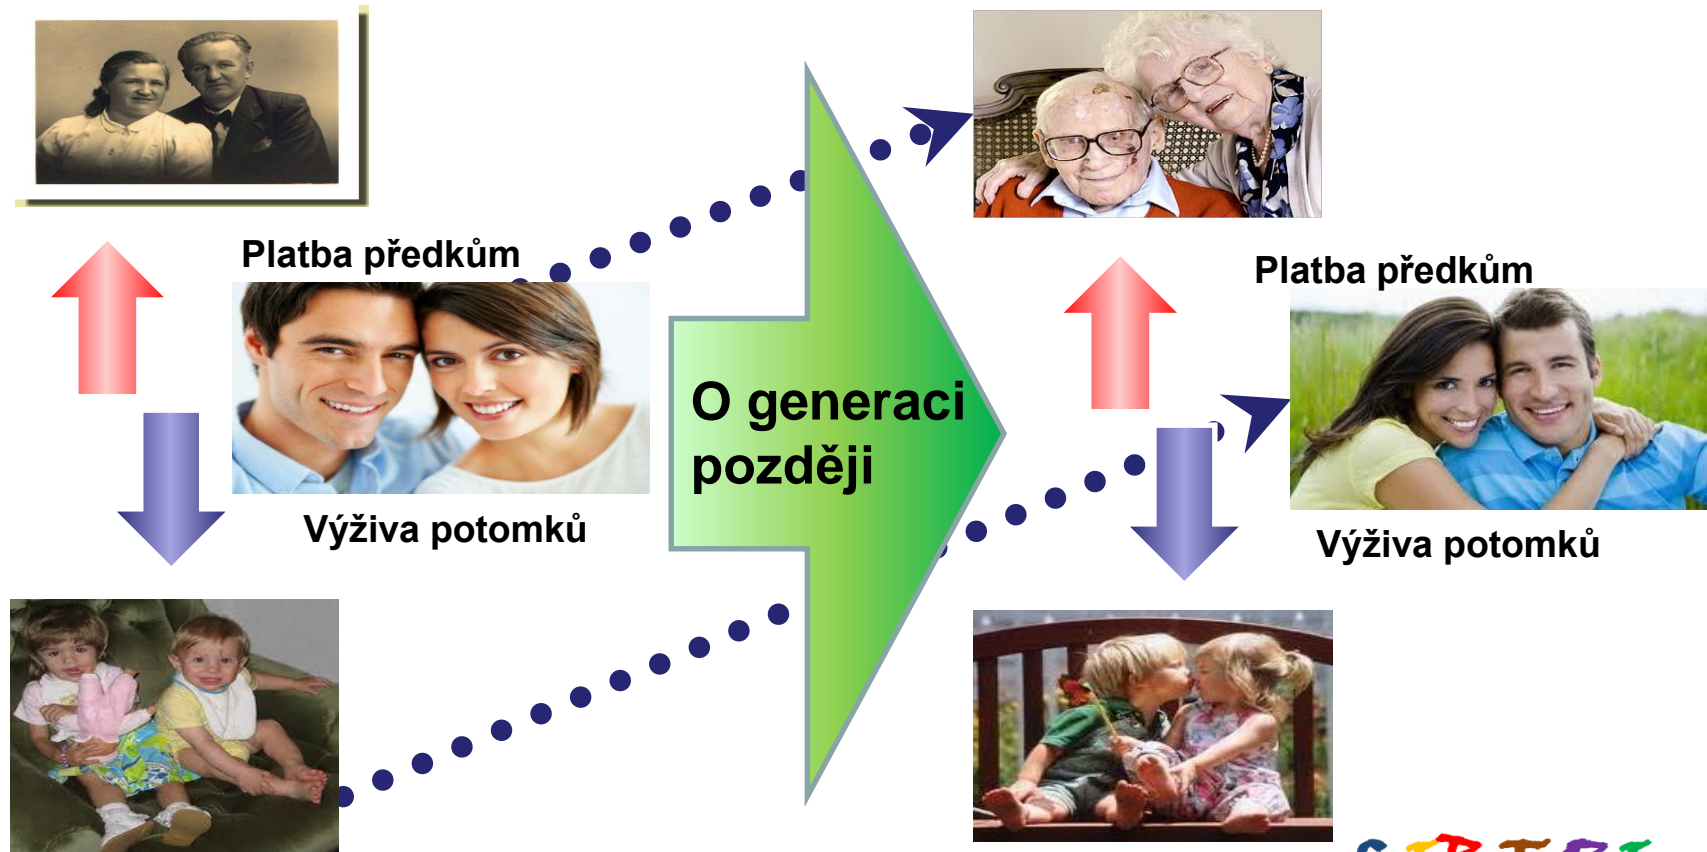 Platba předkům
Výživa potomků
O generaci
později
Platba předkům
Výživa potomků